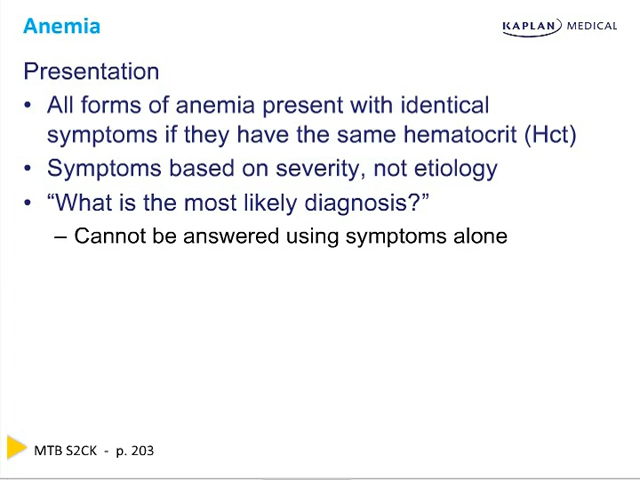 Anemia
KAPLAN MEDICAL
Presentation
• All forms of anemia present with identical
symptoms if they have the same hematocrit (Hct)
• Symptoms based on severity, not etiology
• “What is the most likely diagnosis?”
– Cannot be answered using symptoms alone
MTB S2CK - p. 203